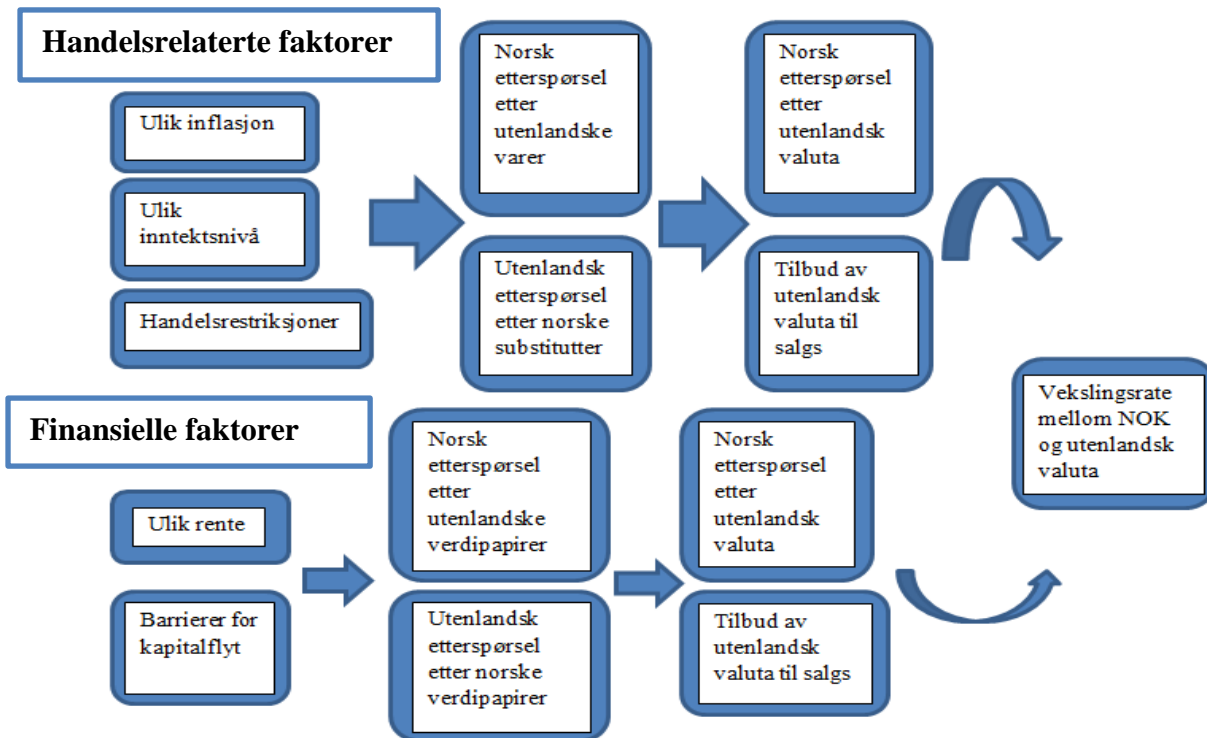 Handelsrelaterte faktorer
Ulik inflasjon
Ulik
inntektsnivå
Handelsrestriksjoner
Norsk
etterspørsel
etter
utenlandske
varer
Utenlandsk
etterspørsel
etter norske
substitutter
Norsk
etterspørsel
etter
utenlandsk
valuta
Tilbud av
utenlandsk
valuta til
salgs
Vekslingsrate
mellom NOK
og utenlandsk
valuta
Finansielle faktorer
Ulik rente
Barrierer for
kapitalflyt
Norsk
etterspørsel
etter
utenlandske
verdipapirer
Utenlandsk
etterspørsel
etter norske
verdipapirer
Norsk
etterspørsel
etter
utenlandsk
valuta
Tilbud av
utenlandsk
valuta til salgs